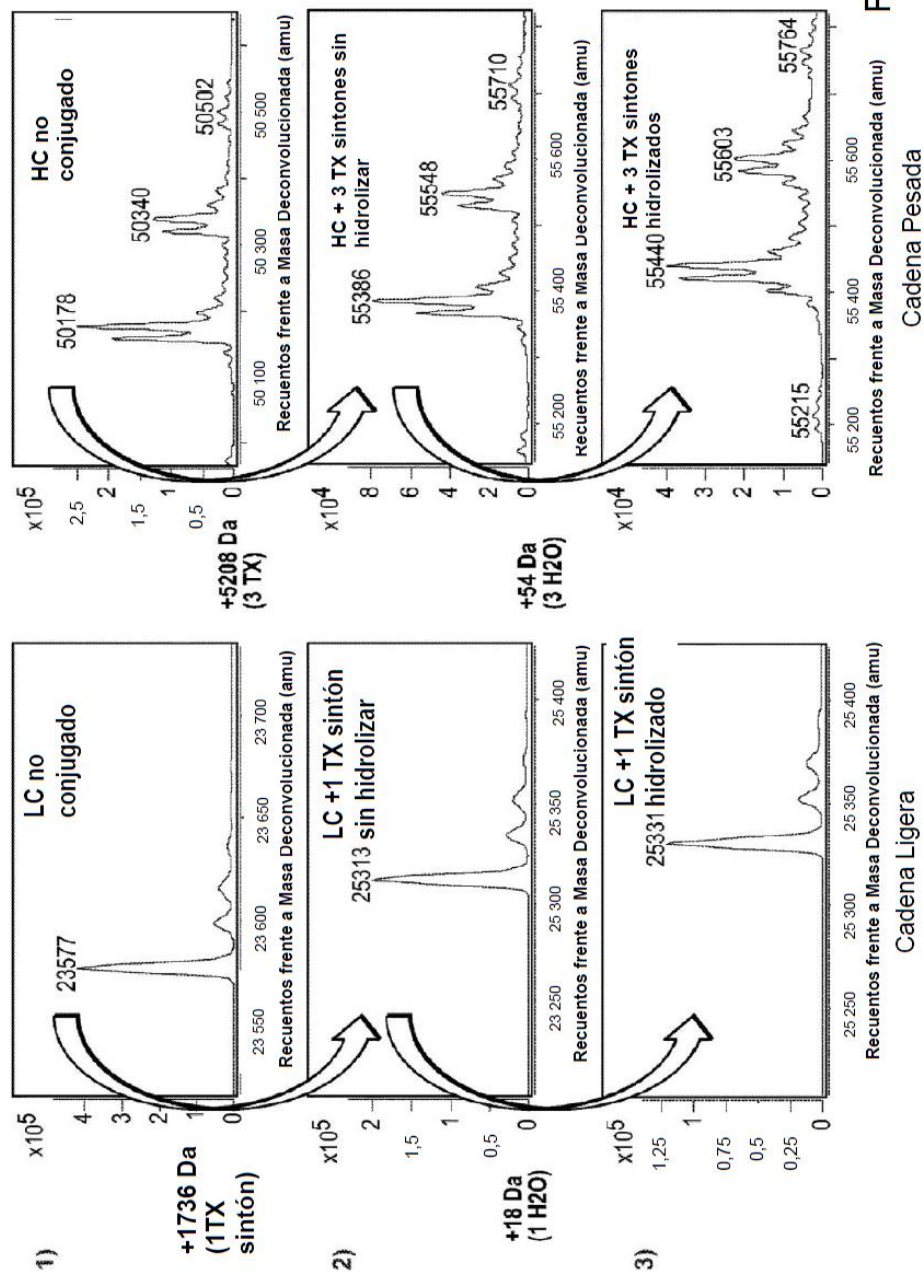 1)
x10⁵
4
3
2
1
0
+1736 Da
(1TX
sintón)
LC no
conjugado
23577
23 550
23 600
23 650
23 700
Recuentos frente a Masa Deconvolucionada (amu)
2)
x10⁵
2
1,5
1
0,5
0
+18 Da
(1 H2O)
LC +1 TX sintón
sin hidrolizar
25313
23 250
25 300
25 350
25 400
Recuentos frente a Masa Deconvolucionada (amu)
3)
x10⁵
1,25
1
0,75
0,5
0,25
0
LC +1 TX sintón
hidrolizado
25331
25 250
25 300
25 350
25 400
Recuentos frente a Masa Deconvolucionada (amu)
Cadena Ligera
x10⁵
2,5
2
1,5
1
0,5
0
+5208 Da
(3 TX)
HC no
conjugado
50178
50340
50502
50 100
50 300
50 500
Recuentos frente a Masa Deconvolucionada (amu)
x10⁴
8
6
4
2
0
+54 Da
(3 H2O)
HC + 3 TX sintones sin
hidrolizar
55386
55548
55710
55 200
55 400
55 600
Recuentos frente a Masa Deconvolucionada (amu)
x10⁴
4
3
2
1
0
HC + 3 TX sintones
hidrolizados
55440
55603
55764
55215
55 200
55 400
55 600
Recuentos frente a Masa Deconvolucionada (amu)
Cadena Pesada